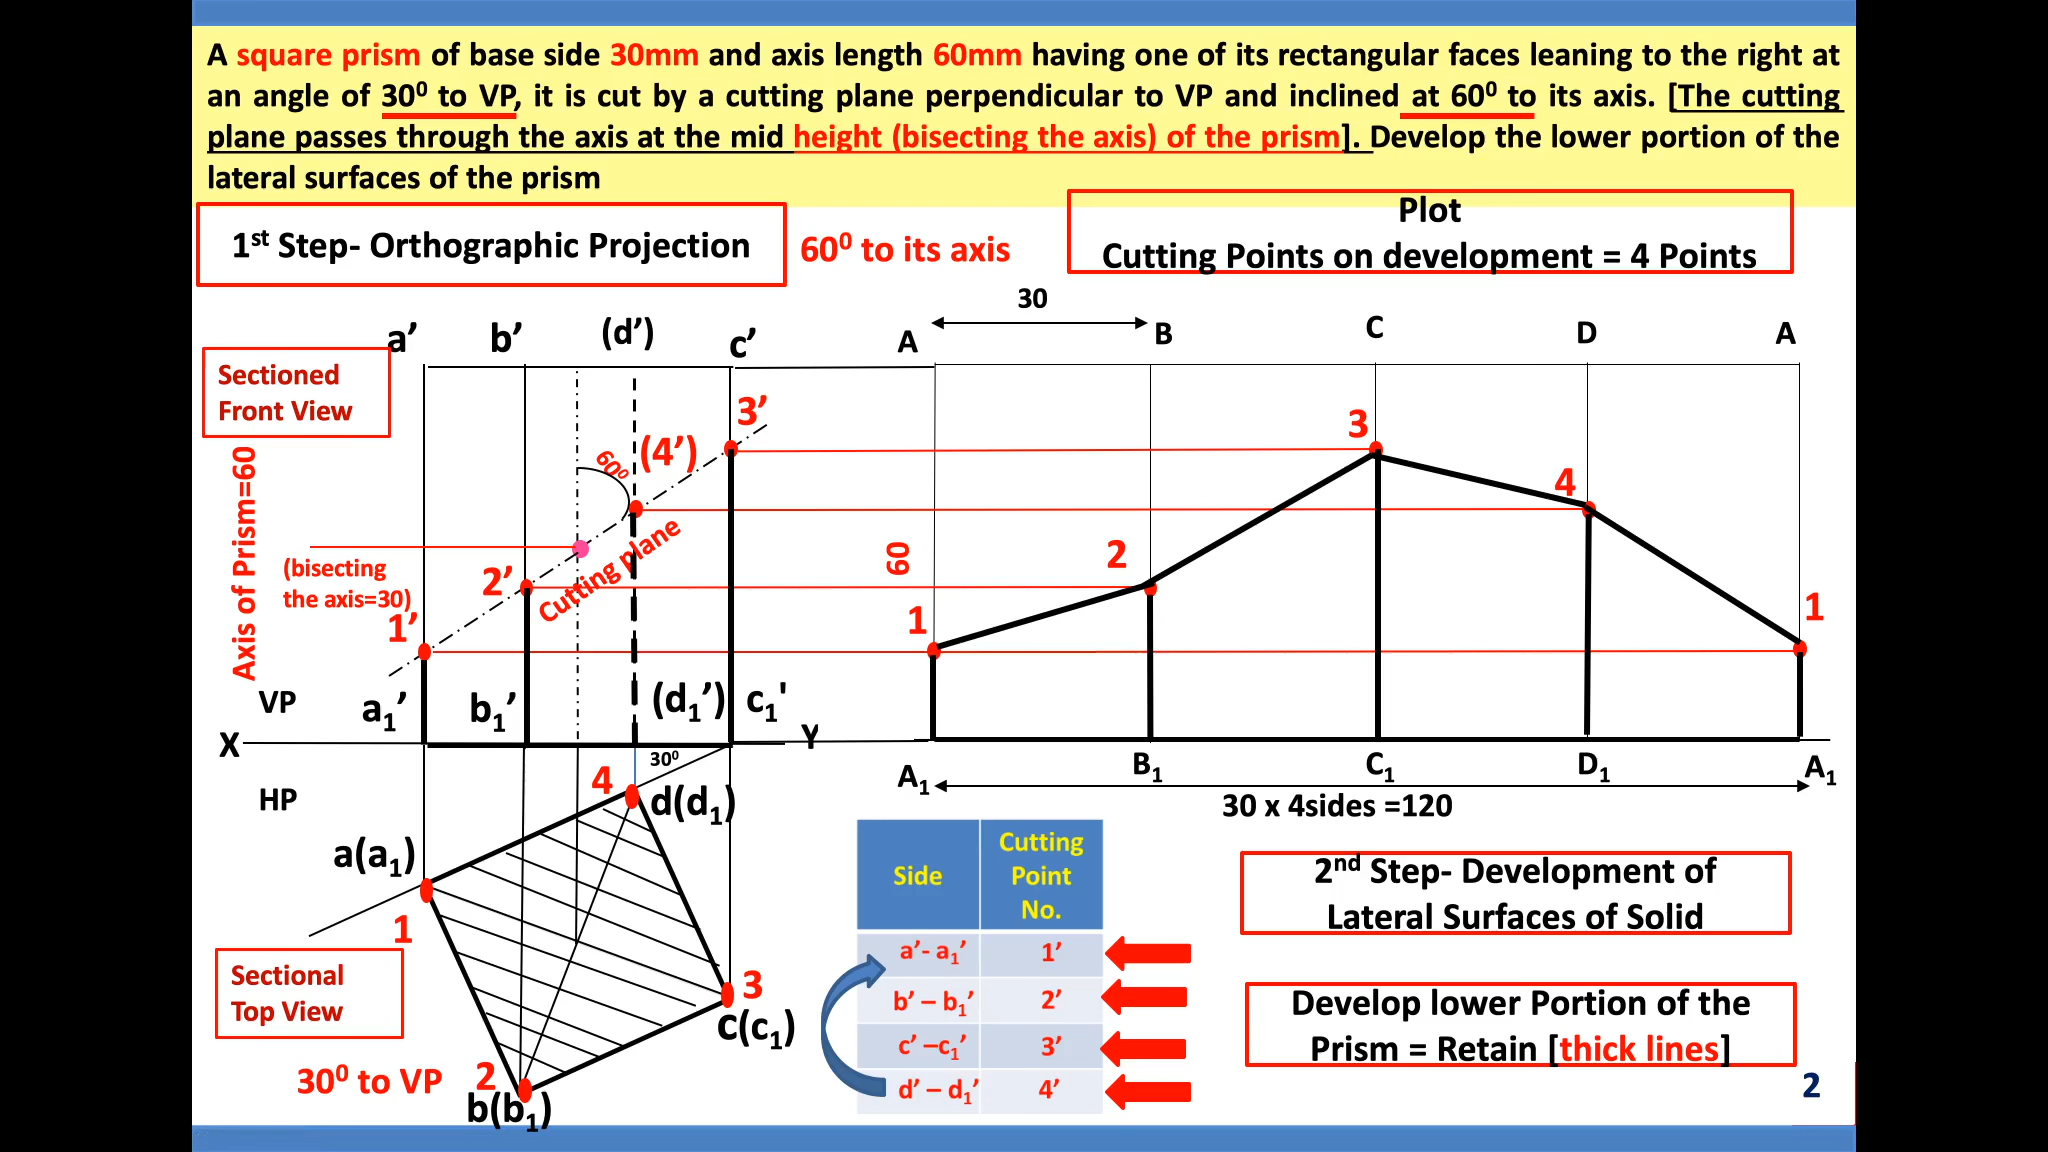 A square prism of base side 30mm and axis length 60mm having one of its rectangular faces leaning to the right at
an angle of 30⁰ to VP, it is cut by a cutting plane perpendicular to VP and inclined at 60⁰ to its axis. [The cutting
plane passes through the axis at the mid height (bisecting the axis) of the prism]. Develop the lower portion of the
lateral surfaces of the prism
1st Step- Orthographic Projection
60⁰ to its axis
Plot
Cutting Points on development = 4 Points
30
a’ b’ (d’) c’
A B C D A
Sectioned
Front View
3’
(4’)
60⁰
3
4
Axis of Prism=60
Cutting plane
(bisecting
the axis=30)
2’
1’
60
2
1
1
VP
a₁’ b₁’ (d₁’) c₁'
X Y
30⁰
A₁ B₁ C₁ D₁ A₁
30 x 4sides =120
HP
4
d(d₁)
a(a₁)
1
3
c(c₁)
2
b(b₁)
Sectional
Top View
30⁰ to VP
Side
Cutting
Point
No.
a’- a₁’ 1’
b’ – b₁’ 2’
c’ –c₁’ 3’
d’ – d₁’ 4’
2nd Step- Development of
Lateral Surfaces of Solid
Develop lower Portion of the
Prism = Retain [thick lines]
2